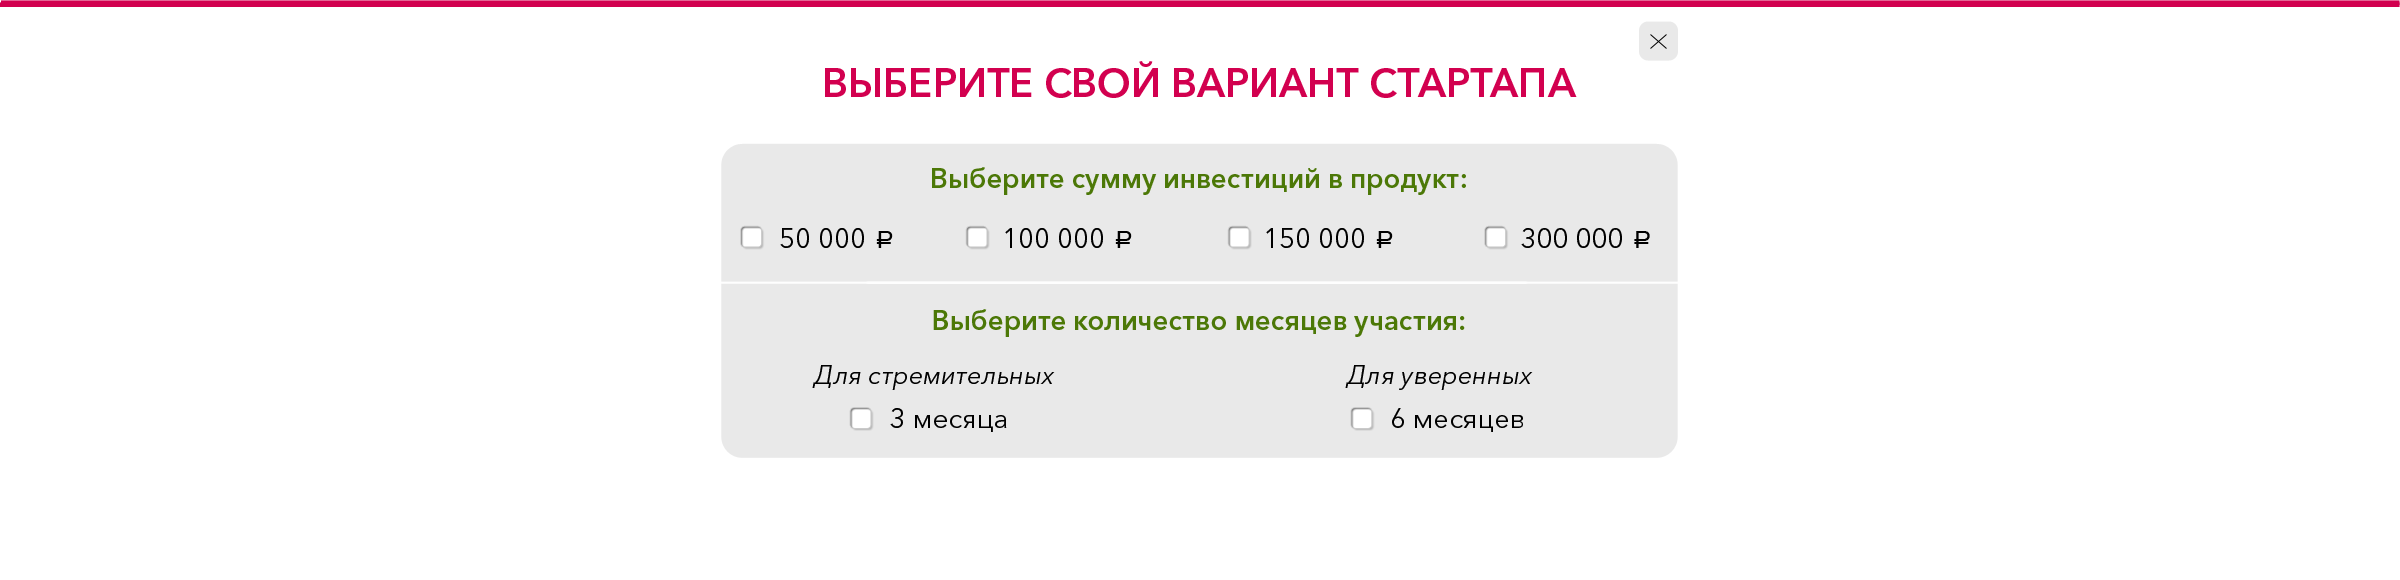 ВЫБЕРИТЕ СВОЙ ВАРИАНТ СТАРТАПА
Выберите сумму инвестиций в продукт:
50 000 ₽ 100 000 ₽ 150 000 ₽ 300 000 ₽
Выберите количество месяцев участия:
Для стремительных Для уверенных
3 месяца 6 месяцев